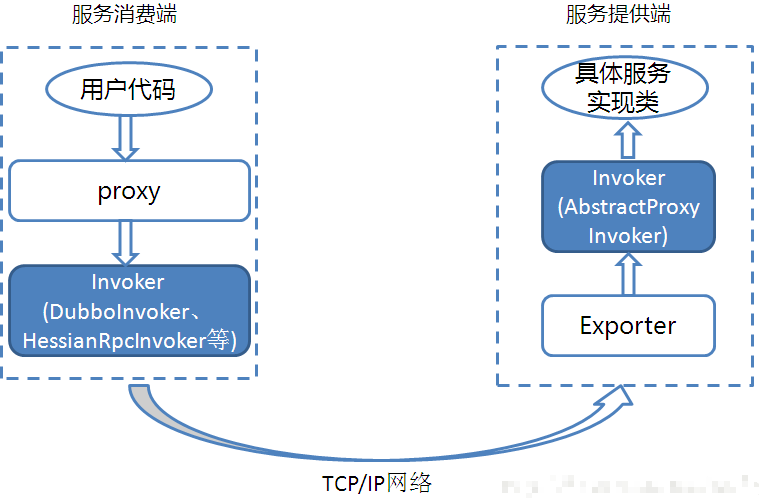 服务消费端
用户代码
proxy
Invoker
(DubboInvoker、
HessianRpcInvoker等)
服务提供端
具体服务
实现类
Invoker
(AbstractProxy
Invoker)
Exporter
TCP/IP网络